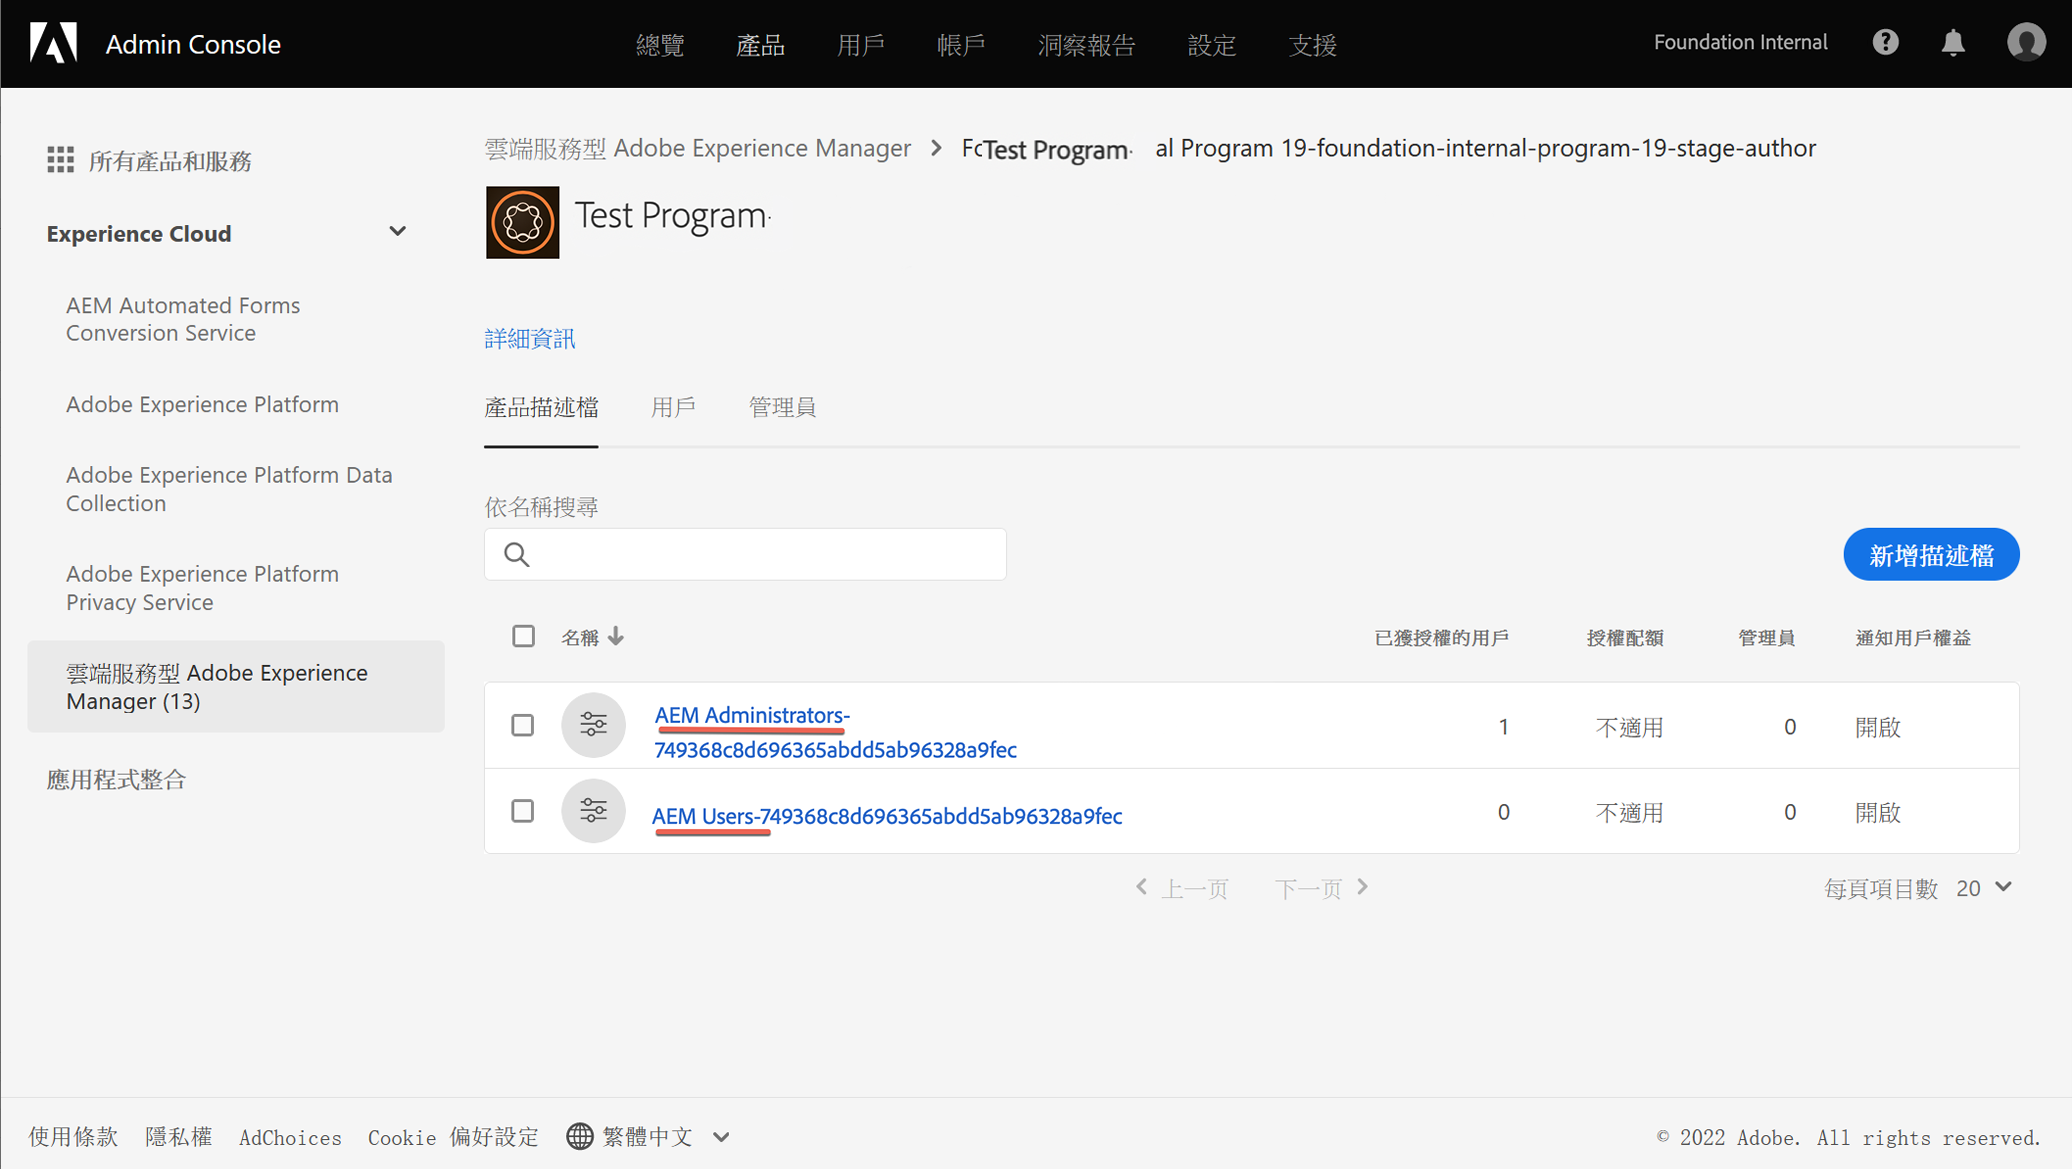 Admin Console
總覽 產品 用戶 帳戶 洞察報告 設定 支援
Foundation Internal
所有產品和服務
Experience Cloud
AEM Automated Forms
Conversion Service
Adobe Experience Platform
Adobe Experience Platform Data
Collection
Adobe Experience Platform
Privacy Service
雲端服務型 Adobe Experience
Manager (13)
應用程式整合
雲端服務型 Adobe Experience Manager > Test Program al Program 19-foundation-internal-program-19-stage-author
Test Program
詳細資訊
產品描述檔 用戶 管理員
依名稱搜尋
新增描述檔
名稱 已獲授權的用戶 授權配額 管理員 通知用戶權益
AEM Administrators-
749368c8d696365abdd5ab96328a9fec
1 不適用 0 開啟
AEM Users-749368c8d696365abdd5ab96328a9fec 0 不適用 0 開啟
上一页 下一页
每頁項目數 20
使用條款 隱私權 AdChoices Cookie 偏好設定 繁體中文
© 2022 Adobe. All rights reserved.